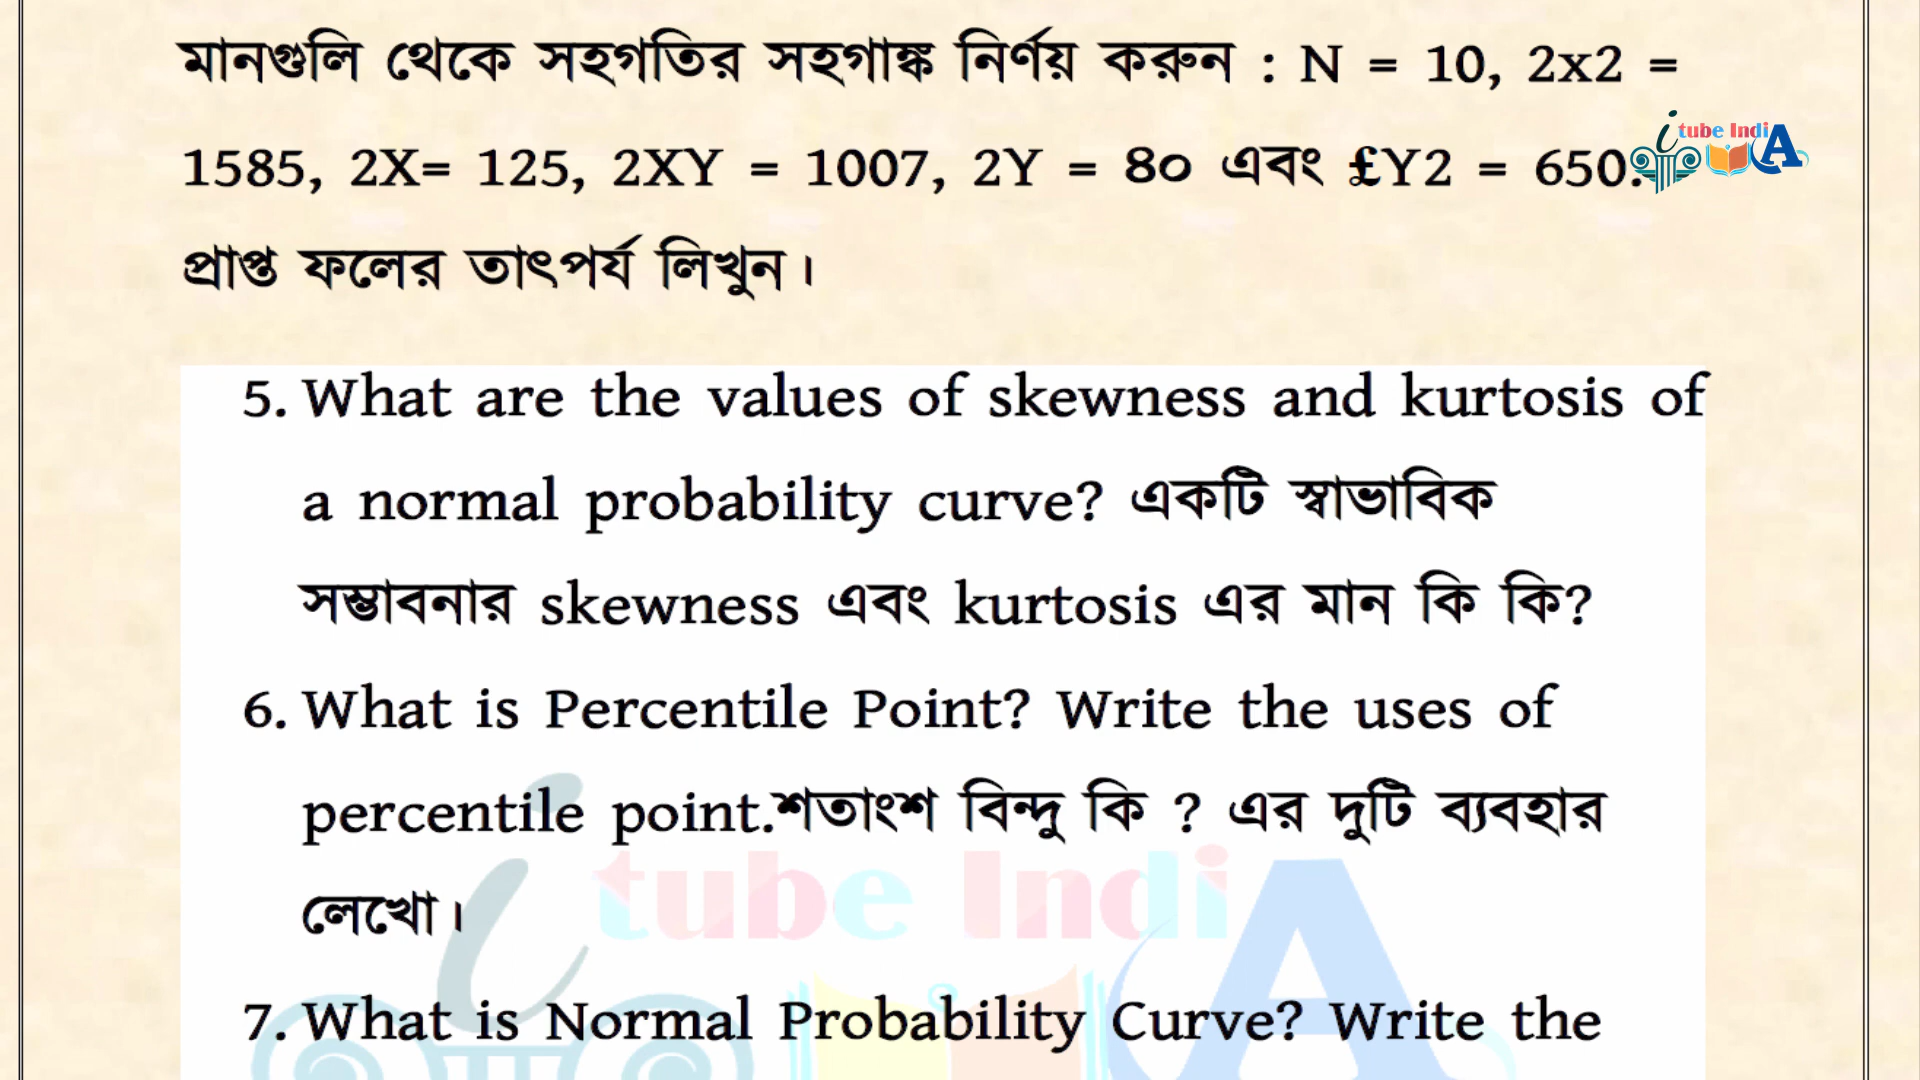 মানগুলি থেকে সহগতির সহগাঙ্ক নির্ণয় করুন : N = 10, 2x2 =
1585, 2X= 125, 2XY = 1007, 2Y = 8০ এবং £Y2 = 650.
itube IndiA
প্রাপ্ত ফলের তাৎপর্য লিখুন।
5. What are the values of skewness and kurtosis of
a normal probability curve? একটি স্বাভাবিক
সম্ভাবনার skewness এবং kurtosis এর মান কি কি?
6. What is Percentile Point? Write the uses of
percentile point.শতাংশ বিন্দু কি ? এর দুটি ব্যবহার
লেখো।
itube IndiA
7. What is Normal Probability Curve? Write the